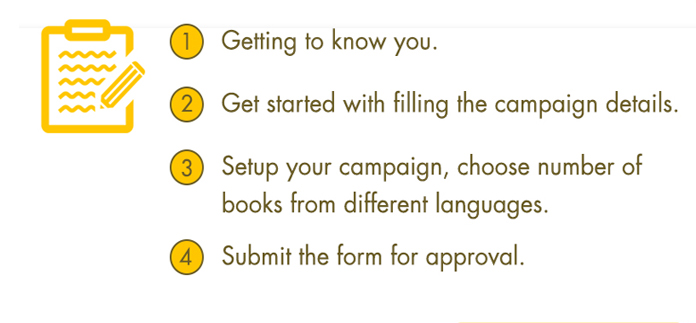 1 Getting to know you.
2 Get started with filling the campaign details.
3 Setup your campaign, choose number of
books from different languages.
4 Submit the form for approval.